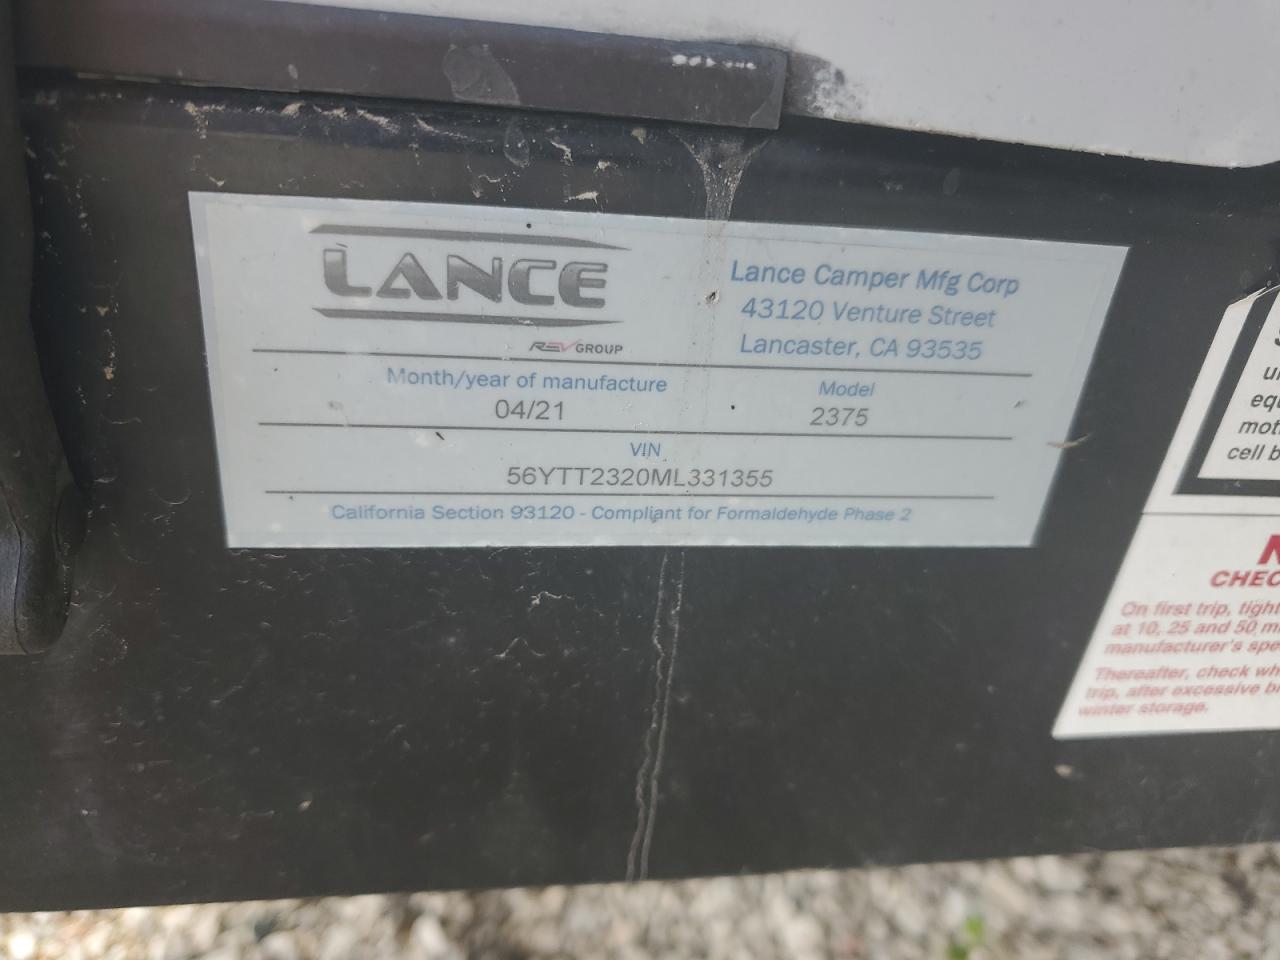 LANCE
REV GROUP
Lance Camper Mfg Corp
43120 Venture Street
Lancaster, CA 93535
Month/year of manufacture
04/21
Model
2375
VIN
56YTT2320ML331355
California Section 93120 - Compliant for Formaldehyde Phase 2
cell b
CHEC
On first trip, tight
at 10, 25 and 50 m
manufacturer's spe
Thereafter, check wh
trip, after excessive b
winter storage.